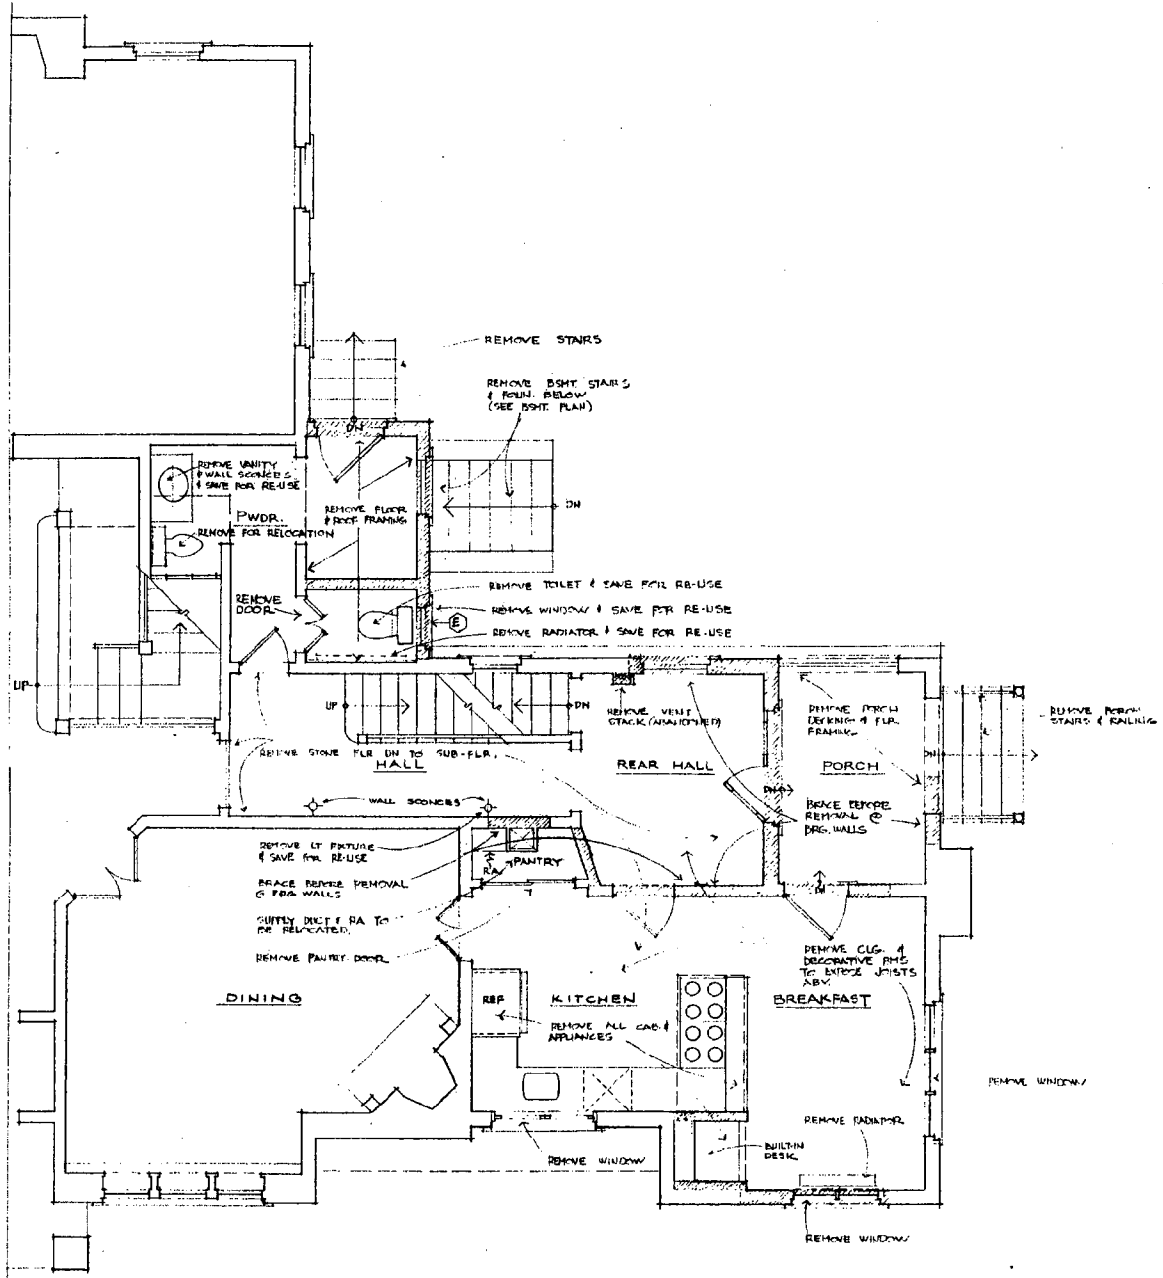 REMOVE STAIRS
REMOVE BSMT. STAIRS
& FOUN. BELOW
(SEE BSMT. PLAN)
DN
REMOVE VANITY
& WALL SCONCES
& SAVE FOR RE-USE
PWDR.
REMOVE FOR RELOCATION
REMOVE FLOOR
& ROOF FRAMING
DN
REMOVE TOILET & SAVE FOR RE-USE
REMOVE
DOOR
REMOVE WINDOW & SAVE FOR RE-USE
E
REMOVE RADIATOR & SAVE FOR RE-USE
UP
UP
DN
REMOVE VENT
STACK (ABANDONED)
REMOVE PORCH
DECKING & FLR.
FRAMING
REMOVE PORCH
STAIRS & RAILING
REMOVE STONE FLR DN TO SUB-FLR.
HALL
REAR HALL
PORCH
DN
DN
WALL SCONCES
BRACE BEFORE
REMOVAL @
BRG. WALLS
REMOVE LT FIXTURE
& SAVE FOR RE-USE
PANTRY
R.A.
BRACE BEFORE REMOVAL
@ BRG WALLS
DN
SUPPLY DUCT & RA TO
BE RELOCATED
REMOVE PANTRY DOOR
REMOVE CLG. &
DECORATIVE BMS
TO EXPOSE JOISTS
ABV.
DINING
REF
KITCHEN
BREAKFAST
REMOVE ALL CAB. &
APPLIANCES
REMOVE WINDOW
REMOVE RADIATOR
BUILT-IN
DESK
REMOVE WINDOW
REMOVE WINDOW